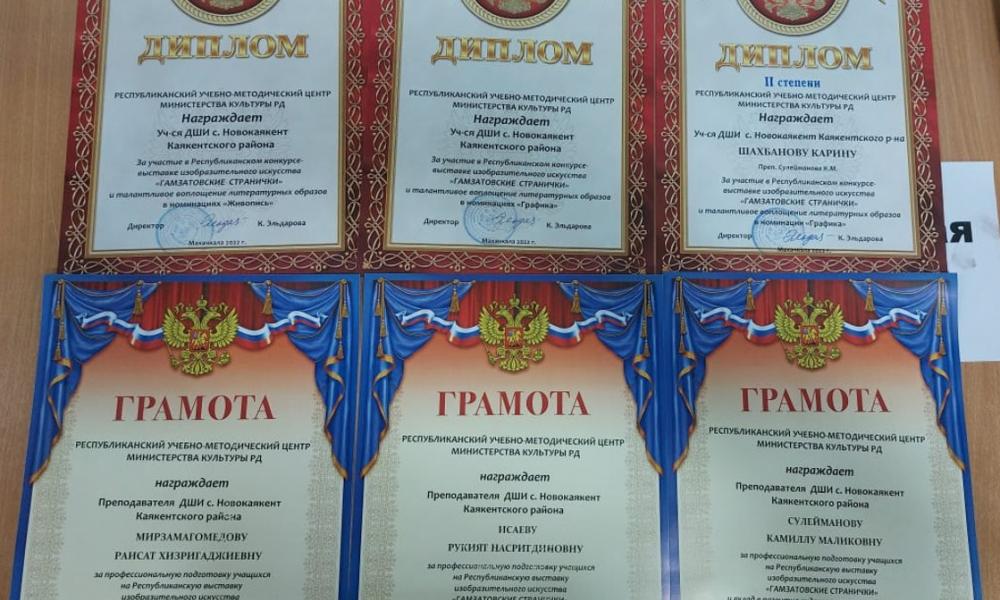 ДИПЛОМ
РЕСПУБЛИКАНСКИЙ УЧЕБНО-МЕТОДИЧЕСКИЙ ЦЕНТР
МИНИСТЕРСТВА КУЛЬТУРЫ РД
Награждает
Уч-ся ДШИ с. Новокаякент
Каякентского района
За участие в Республиканском конкурсе-
выставке изобразительного искусства
«ГАМЗАТОВСКИЕ СТРАНИЧКИ»
и талантливое воплощение литературных образов
в номинациях «Живопись»
Директор К. Эльдарова
Махачкала 2022 г.
ДИПЛОМ
РЕСПУБЛИКАНСКИЙ УЧЕБНО-МЕТОДИЧЕСКИЙ ЦЕНТР
МИНИСТЕРСТВА КУЛЬТУРЫ РД
Награждает
Уч-ся ДШИ с. Новокаякент
Каякентского района
За участие в Республиканском конкурсе-
выставке изобразительного искусства
«ГАМЗАТОВСКИЕ СТРАНИЧКИ»
и талантливое воплощение литературных образов
в номинациях «Графика»
Директор К. Эльдарова
Махачкала 2022 г.
ДИПЛОМ
II степени
РЕСПУБЛИКАНСКИЙ УЧЕБНО-МЕТОДИЧЕСКИЙ ЦЕНТР
МИНИСТЕРСТВА КУЛЬТУРЫ РД
Награждает
Уч-ся ДШИ с. Новокаякент Каякентского р-на
ШАХБАНОВУ КАРИНУ
Преп. Сулейманова К.М.
За участие в Республиканском конкурсе-
выставке изобразительного искусства
«ГАМЗАТОВСКИЕ СТРАНИЧКИ»
и талантливое воплощение литературных образов
в номинации «Графика»
Директор К. Эльдарова
Махачкала 2022 г.
Я
ГРАМОТА
РЕСПУБЛИКАНСКИЙ УЧЕБНО-МЕТОДИЧЕСКИЙ ЦЕНТР
МИНИСТЕРСТВА КУЛЬТУРЫ РД
награждает
Преподавателя ДШИ с. Новокаякент
Каякентского района
МИРЗАМАГОМЕДОВУ
РАИСАТ ХИЗРИГАДЖИЕВНУ
за профессиональную подготовку учащихся
на Республиканскую выставку
изобразительного искусства
ГРАМОТА
РЕСПУБЛИКАНСКИЙ УЧЕБНО-МЕТОДИЧЕСКИЙ ЦЕНТР
МИНИСТЕРСТВА КУЛЬТУРЫ РД
награждает
Преподавателя ДШИ с. Новокаякент
Каякентского района
ИСАЕВУ
РУКИЯТ НАСРИТДИНОВНУ
за профессиональную подготовку учащихся
на Республиканскую выставку
изобразительного искусства
«ГАМЗАТОВСКИЕ СТРАНИЧКИ»
ГРАМОТА
РЕСПУБЛИКАНСКИЙ УЧЕБНО-МЕТОДИЧЕСКИЙ ЦЕНТР
МИНИСТЕРСТВА КУЛЬТУРЫ РД
награждает
Преподавателя ДШИ с. Новокаякент
Каякентского района
СУЛЕЙМАНОВУ
КАМИЛЛУ МАЛИКОВНУ
за профессиональную подготовку учащихся
на Республиканскую выставку
изобразительного искусства
«ГАМЗАТОВСКИЕ СТРАНИЧКИ»